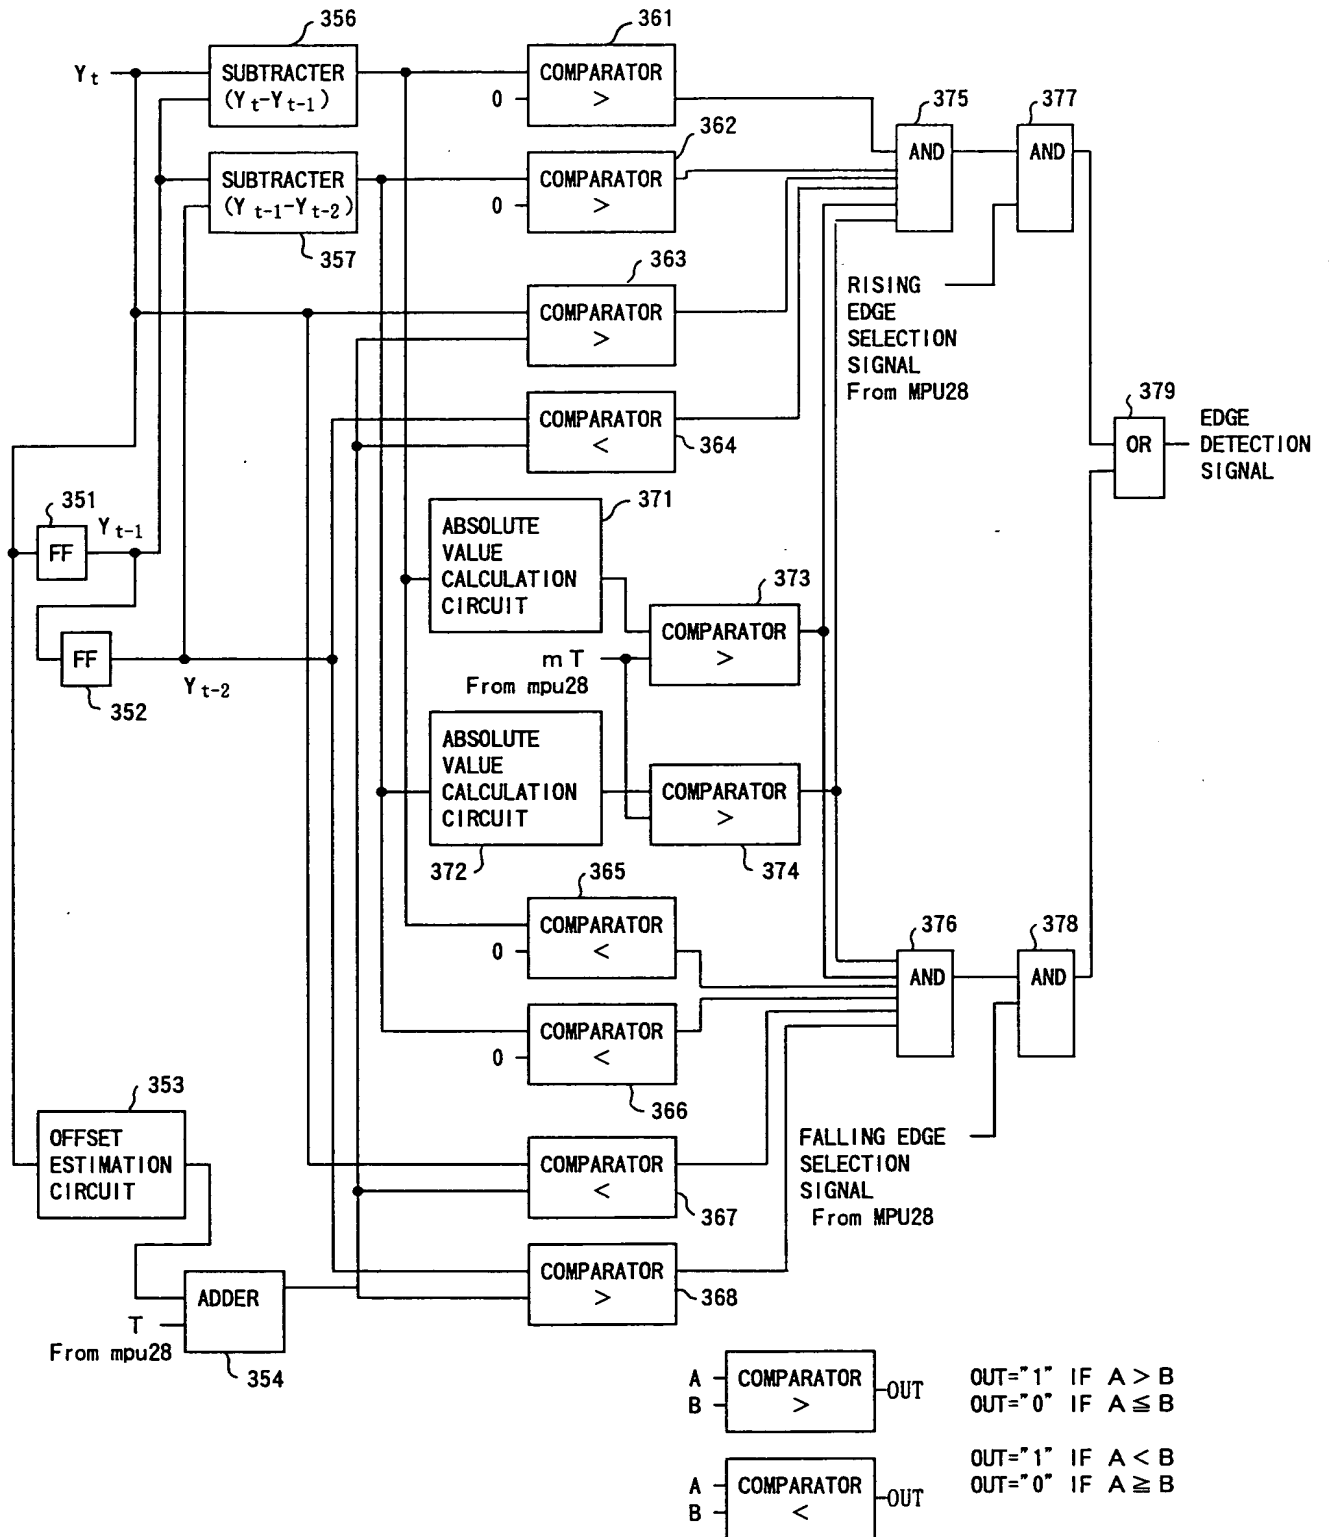 356
361
Yt
SUBTRACTER
(Yt-Yt-1)
COMPARATOR
0
>
375
377
362
AND
AND
SUBTRACTER
(Yt-1-Yt-2)
COMPARATOR
0
>
357
363
RISING
EDGE
SELECTION
SIGNAL
From MPU28
COMPARATOR
>
379
EDGE
DETECTION
SIGNAL
OR
COMPARATOR
<
364
371
351
Yt-1
FF
ABSOLUTE
VALUE
CALCULATION
CIRCUIT
373
COMPARATOR
>
FF
Yt-2
352
mT
From mpu28
ABSOLUTE
VALUE
CALCULATION
CIRCUIT
COMPARATOR
>
372
374
365
376
378
COMPARATOR
0
<
AND
AND
COMPARATOR
0
<
366
353
OFFSET
ESTIMATION
CIRCUIT
FALLING EDGE
SELECTION
SIGNAL
From MPU28
COMPARATOR
<
367
COMPARATOR
>
368
ADDER
T
From mpu28
354
A
B
COMPARATOR
>
OUT
OUT="1" IF A > B
OUT="0" IF A ≦ B
A
B
COMPARATOR
<
OUT
OUT="1" IF A < B
OUT="0" IF A ≧ B